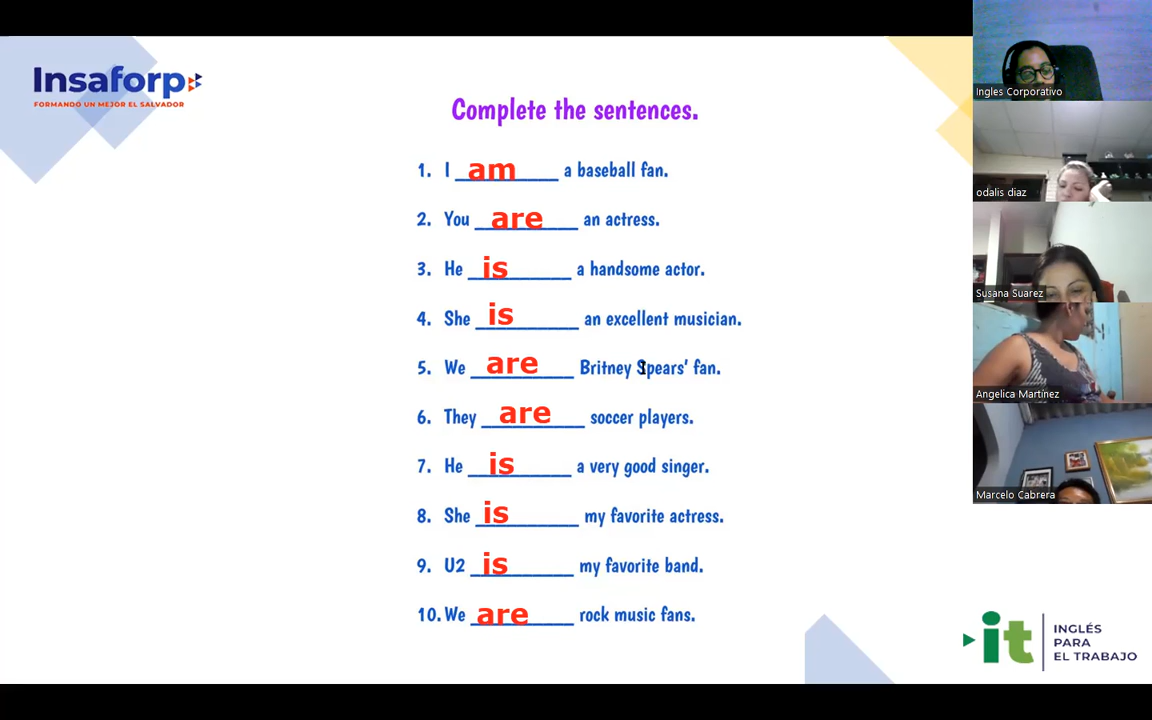 Insaforp
FORMANDO UN MEJOR EL SALVADOR
Complete the sentences.
1. I am a baseball fan.
2. You are an actress.
3. He is a handsome actor.
4. She is an excellent musician.
5. We are Britney Spears' fan.
6. They are soccer players.
7. He is a very good singer.
8. She is my favorite actress.
9. U2 is my favorite band.
10. We are rock music fans.
it
INGLÉS
PARA
EL TRABAJO
Ingles Corporativo
odalis diaz
Susana Suarez
Angelica Martínez
Marcelo Cabrera